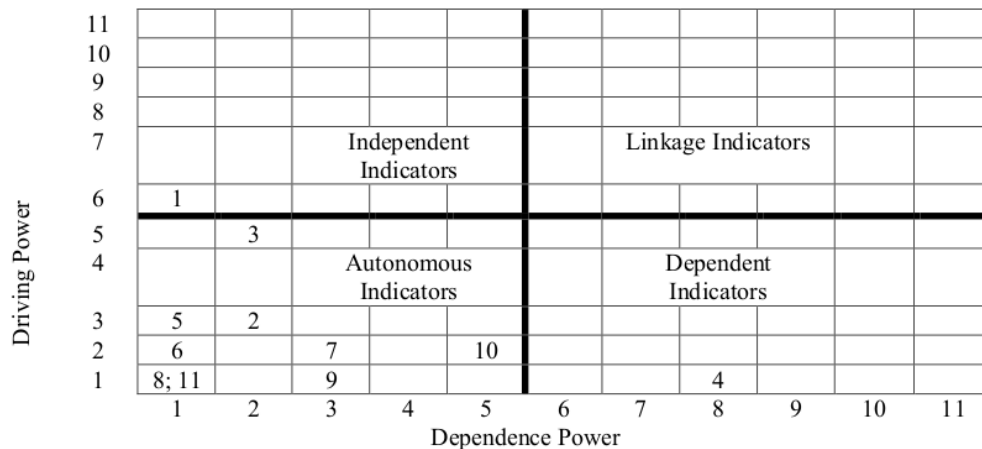 11
10
9
8
7 Independent Linkage Indicators
Indicators
6 1
5 3
4 Autonomous Dependent
Indicators Indicators
3 5 2
2 6 7 10
1 8; 11 9 4
1 2 3 4 5 6 7 8 9 10 11
Dependence Power
Driving Power